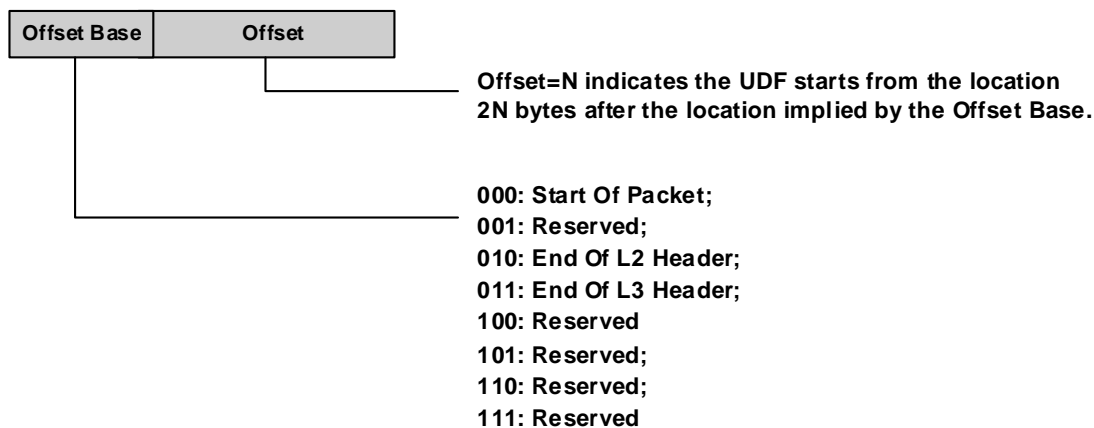 Offset Base Offset
Offset=N indicates the UDF starts from the location
2N bytes after the location implied by the Offset Base.
000: Start Of Packet;
001: Reserved;
010: End Of L2 Header;
011: End Of L3 Header;
100: Reserved
101: Reserved;
110: Reserved;
111: Reserved